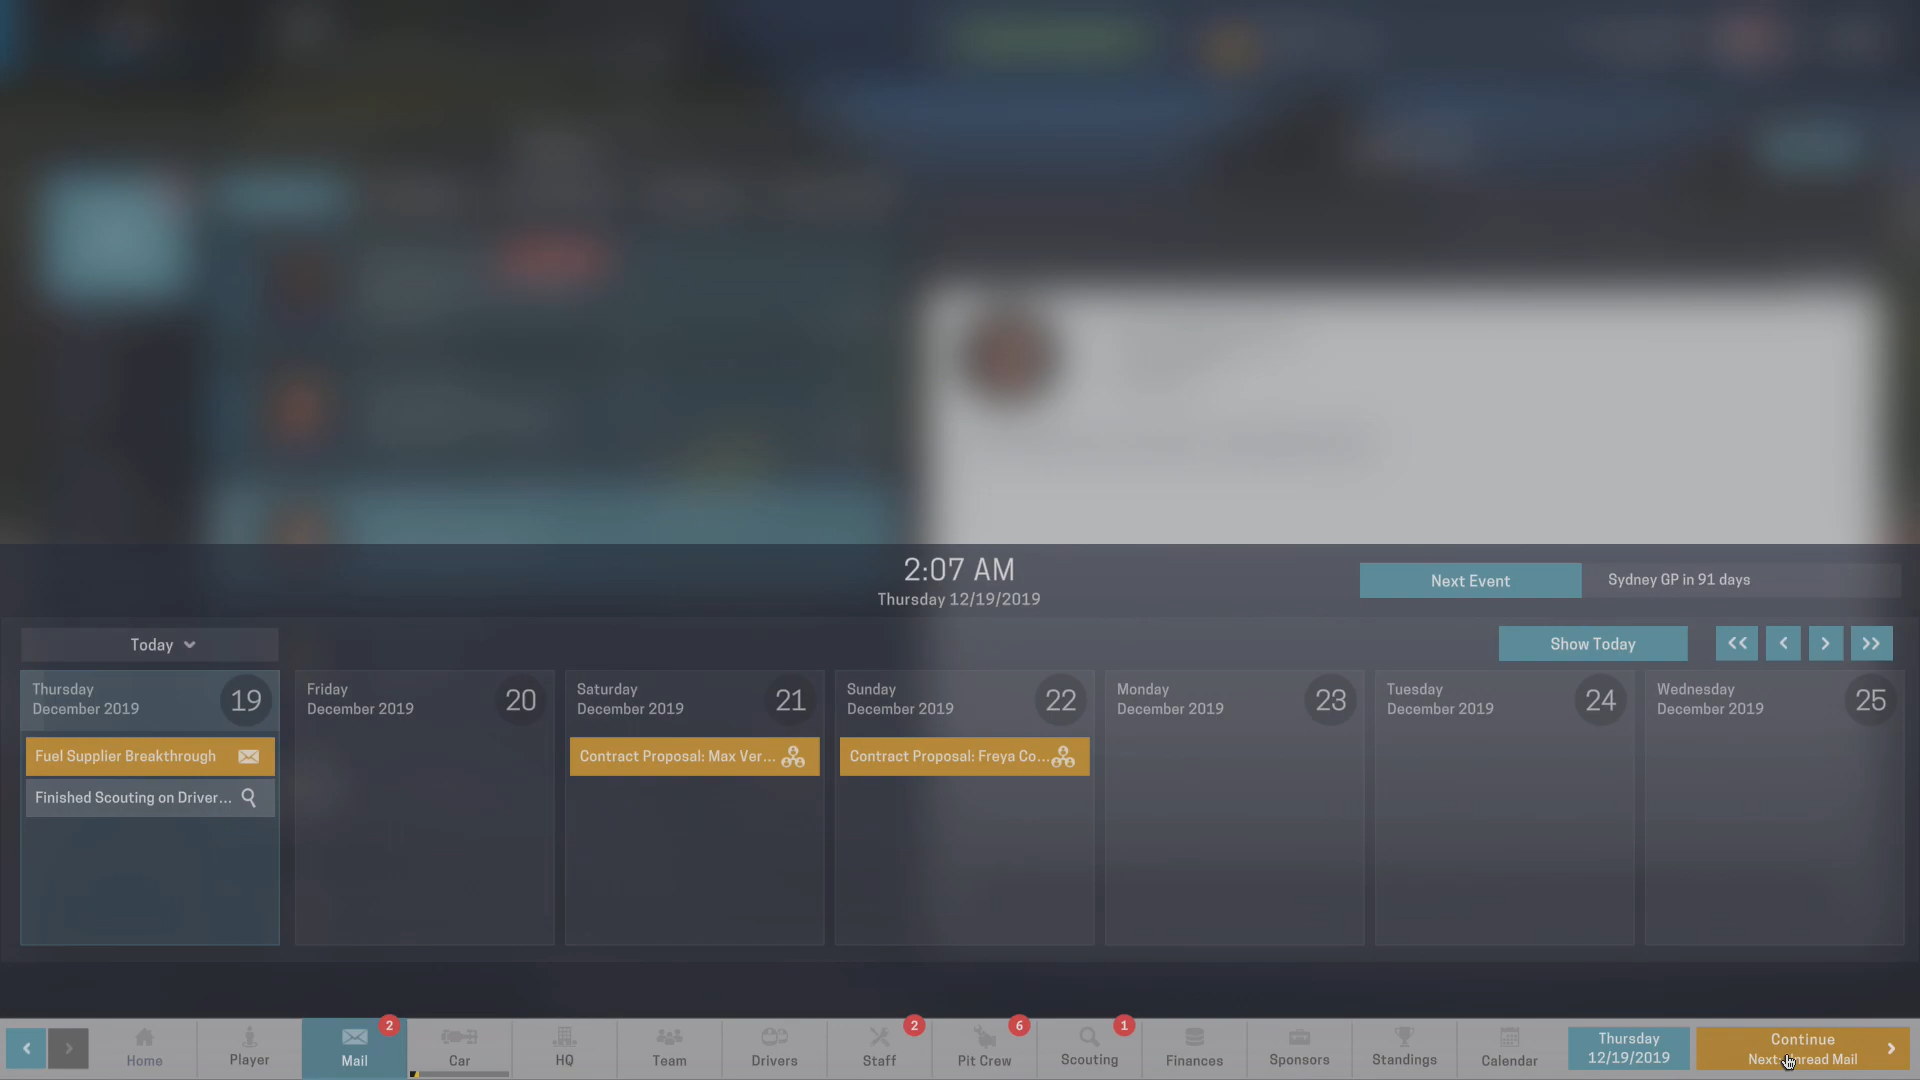 2:07 AM
Thursday 12/19/2019
Next Event
Sydney GP in 91 days
Today
Show Today
Thursday
December 2019
19
Fuel Supplier Breakthrough
Finished Scouting on Driver...
Friday
December 2019
20
Saturday
December 2019
21
Contract Proposal: Max Ver...
Sunday
December 2019
22
Contract Proposal: Freya Co...
Monday
December 2019
23
Tuesday
December 2019
24
Wednesday
December 2019
25
Home
Player
Mail
2
Car
HQ
Team
Drivers
Staff
2
Pit Crew
6
Scouting
1
Finances
Sponsors
Standings
Calendar
Thursday
12/19/2019
Continue
Next Unread Mail